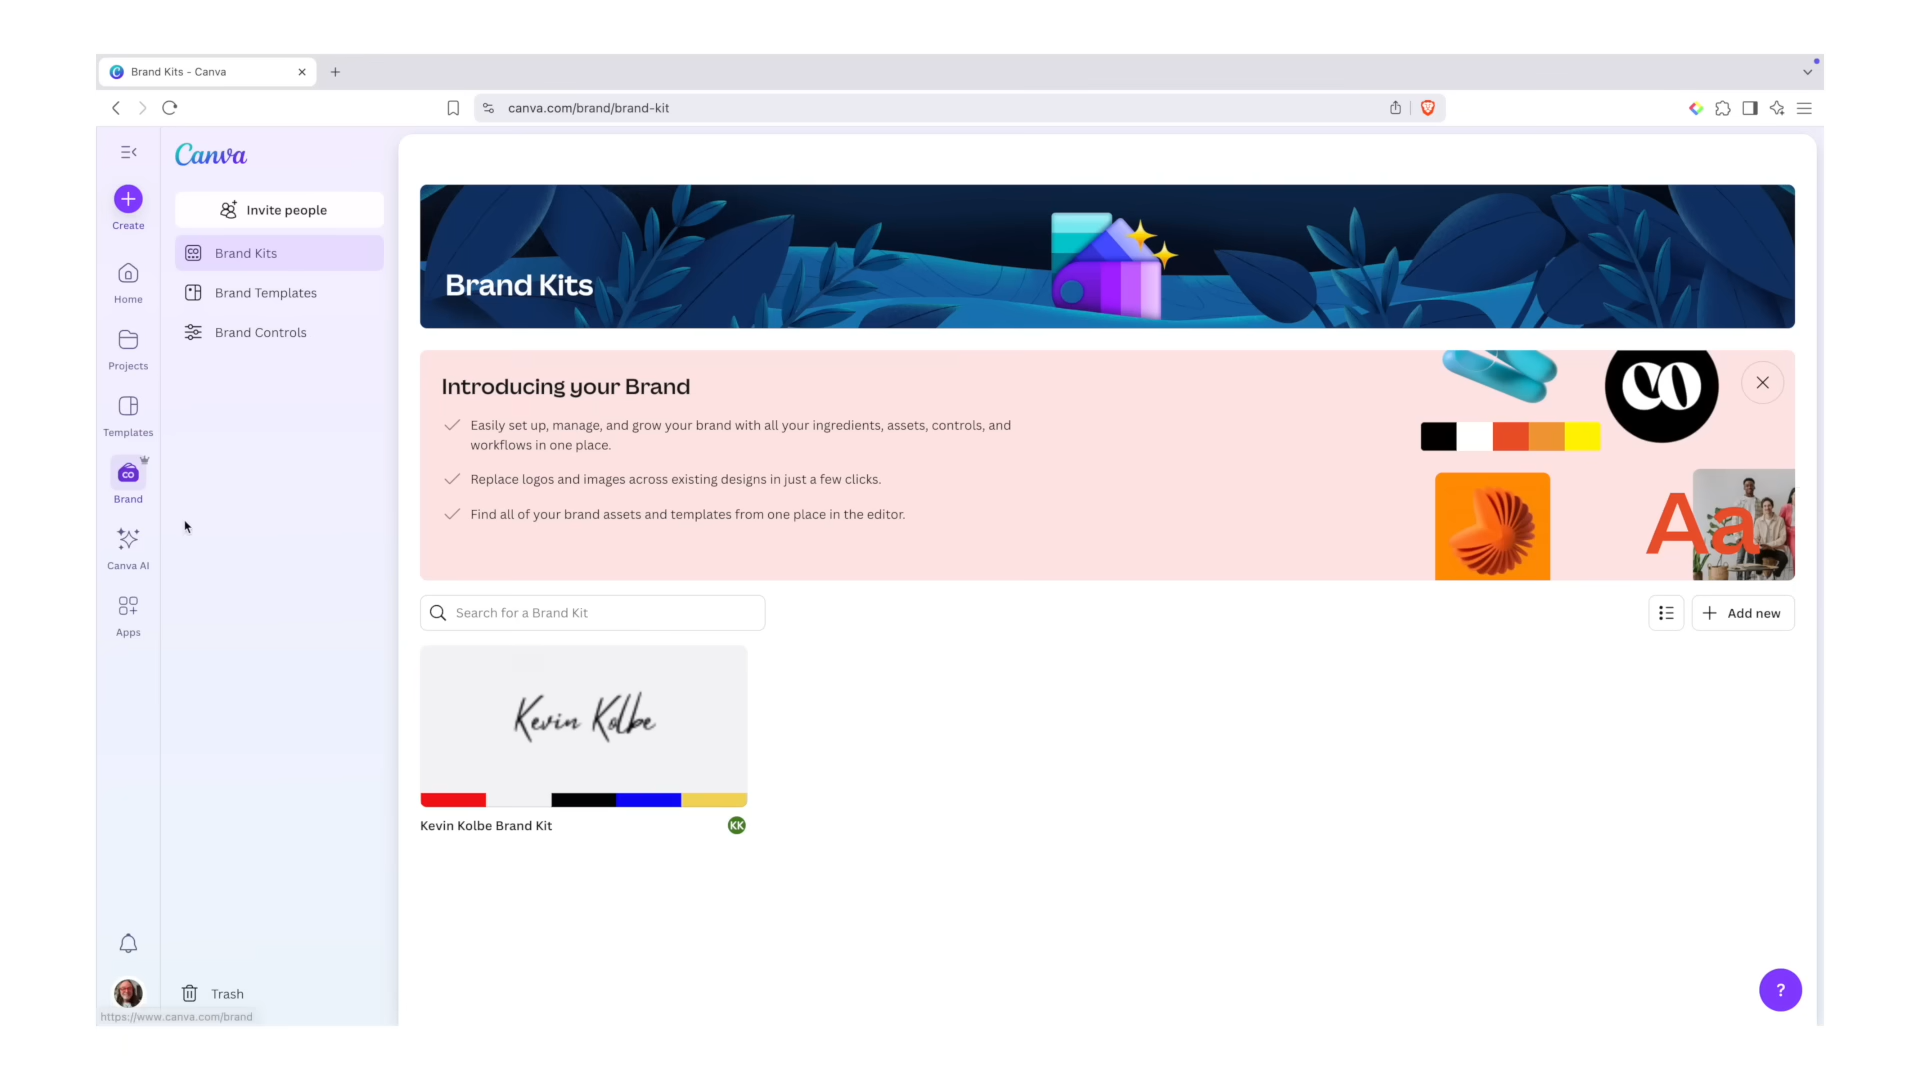 Brand Kits - Canva
canva.com/brand/brand-kit
Canva
Create
Invite people
Brand Kits
Brand Templates
Brand Controls
Home
Projects
Templates
CO
Brand
Canva AI
Apps
Trash
https://www.canva.com/brand
Brand Kits
Introducing your Brand
Easily set up, manage, and grow your brand with all your ingredients, assets, controls, and
workflows in one place.
Replace logos and images across existing designs in just a few clicks.
Find all of your brand assets and templates from one place in the editor.
CO
Aa
Search for a Brand Kit
Add new
Kevin Kolbe
Kevin Kolbe Brand Kit
KK
?